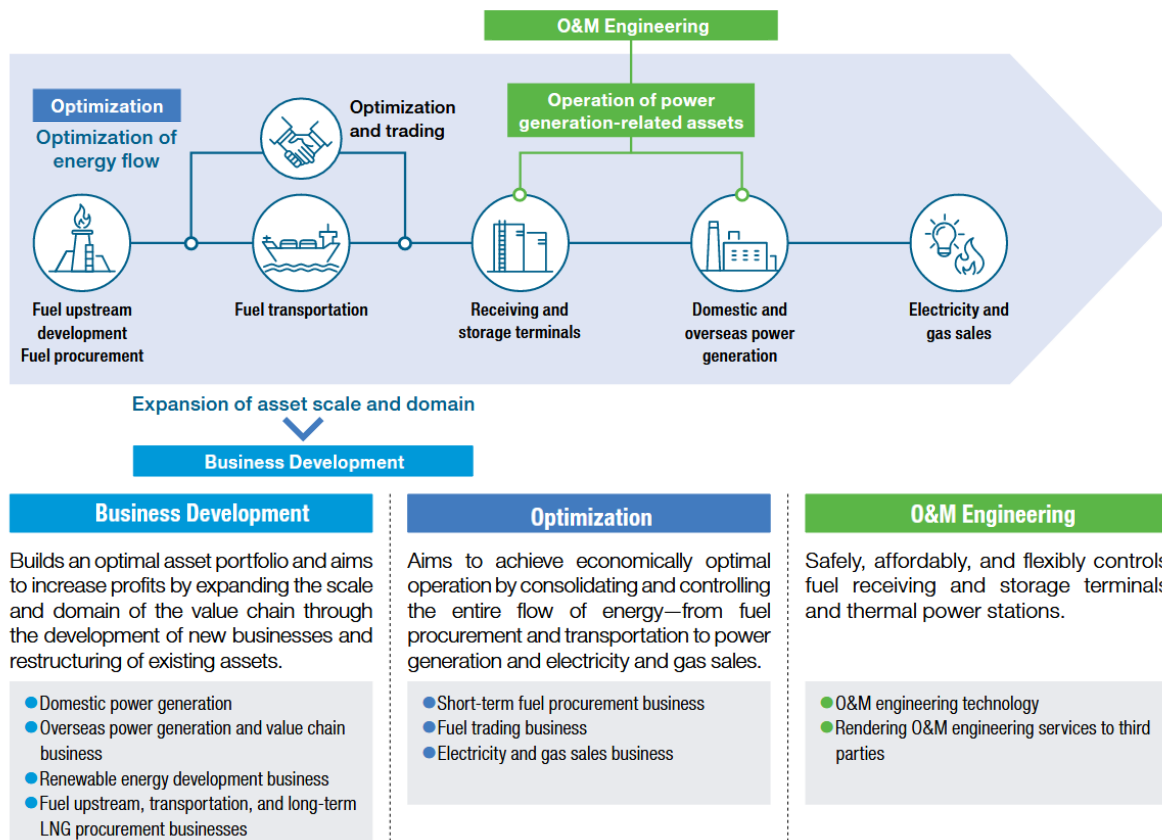 O&M Engineering
Optimization
Optimization of
energy flow
Optimization
and trading
Operation of power
generation-related assets
Fuel upstream
development
Fuel procurement
Fuel transportation
Receiving and
storage terminals
Domestic and
overseas power
generation
Electricity and
gas sales
Expansion of asset scale and domain
Business Development
Business Development
Builds an optimal asset portfolio and aims
to increase profits by expanding the scale
and domain of the value chain through
the development of new businesses and
restructuring of existing assets.
●Domestic power generation
●Overseas power generation and value chain
business
●Renewable energy development business
●Fuel upstream, transportation, and long-term
LNG procurement businesses
Optimization
Aims to achieve economically optimal
operation by consolidating and controlling
the entire flow of energy—from fuel
procurement and transportation to power
generation and electricity and gas sales.
●Short-term fuel procurement business
●Fuel trading business
●Electricity and gas sales business
O&M Engineering
Safely, affordably, and flexibly controls
fuel receiving and storage terminals
and thermal power stations.
●O&M engineering technology
●Rendering O&M engineering services to third
parties